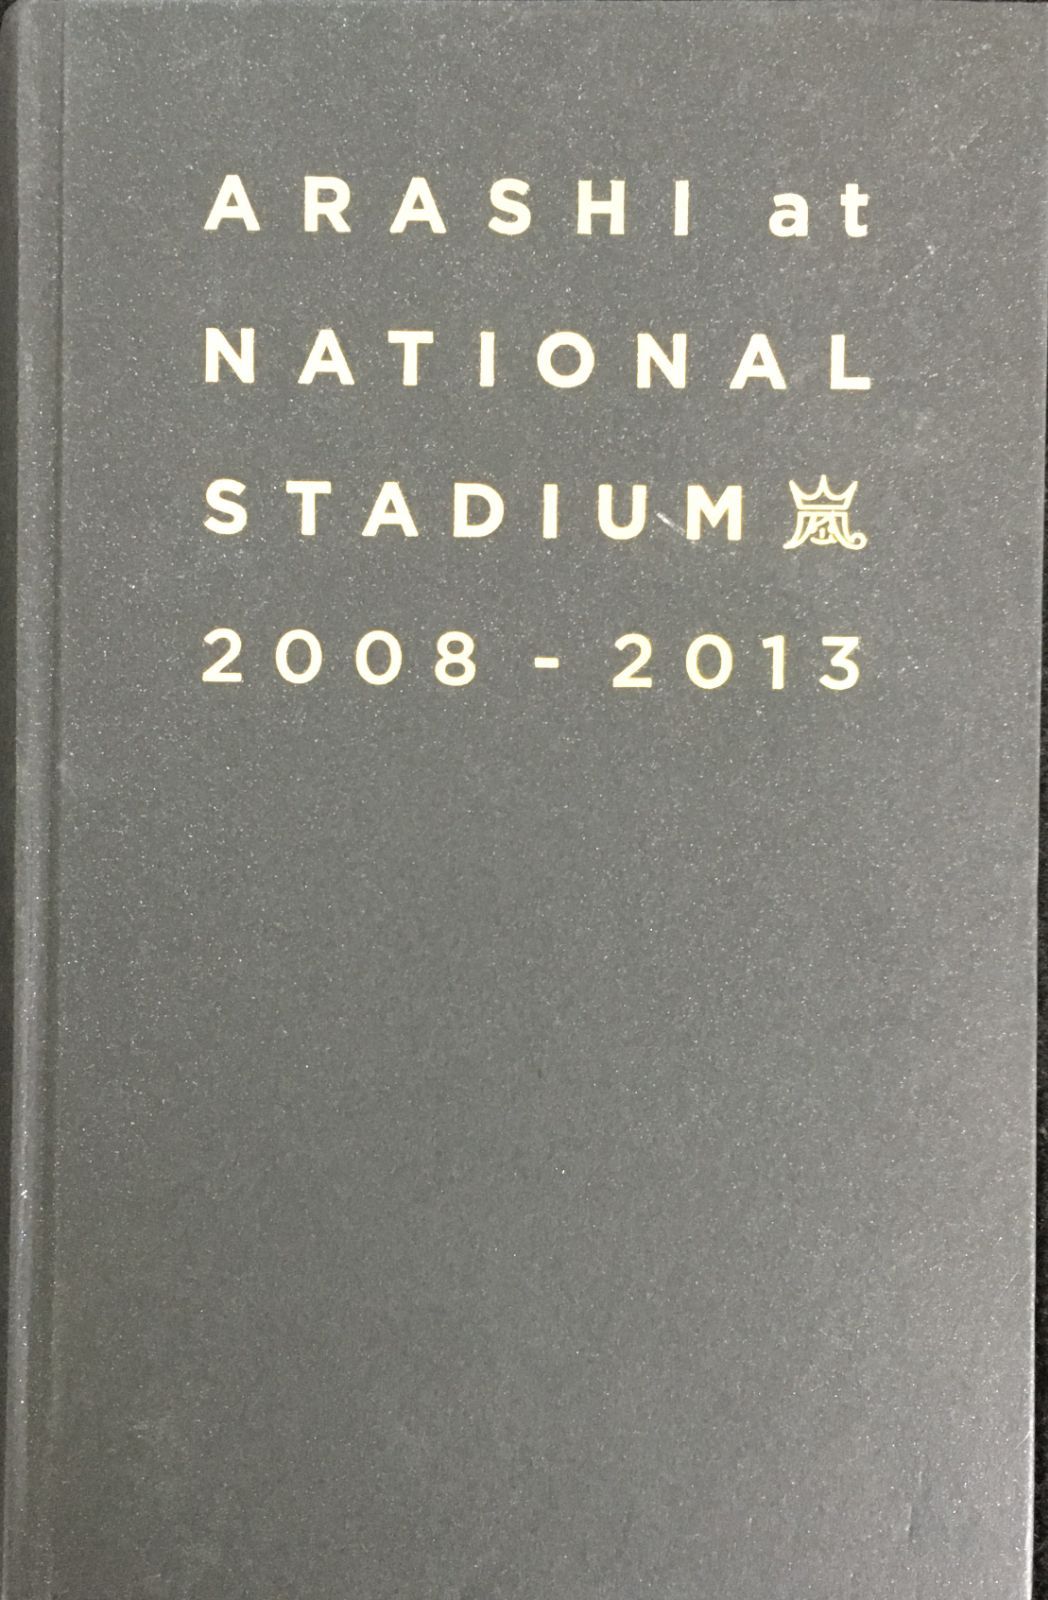 ARASHI at
NATIONAL
STADIUM 嵐
2008 - 2013